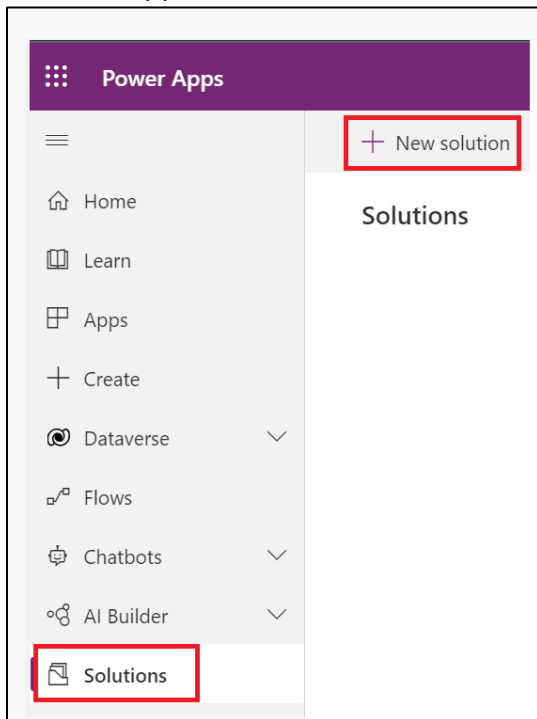 Power Apps
New solution
Home
Solutions
Learn
Apps
Create
Dataverse
Flows
Chatbots
AI Builder
Solutions